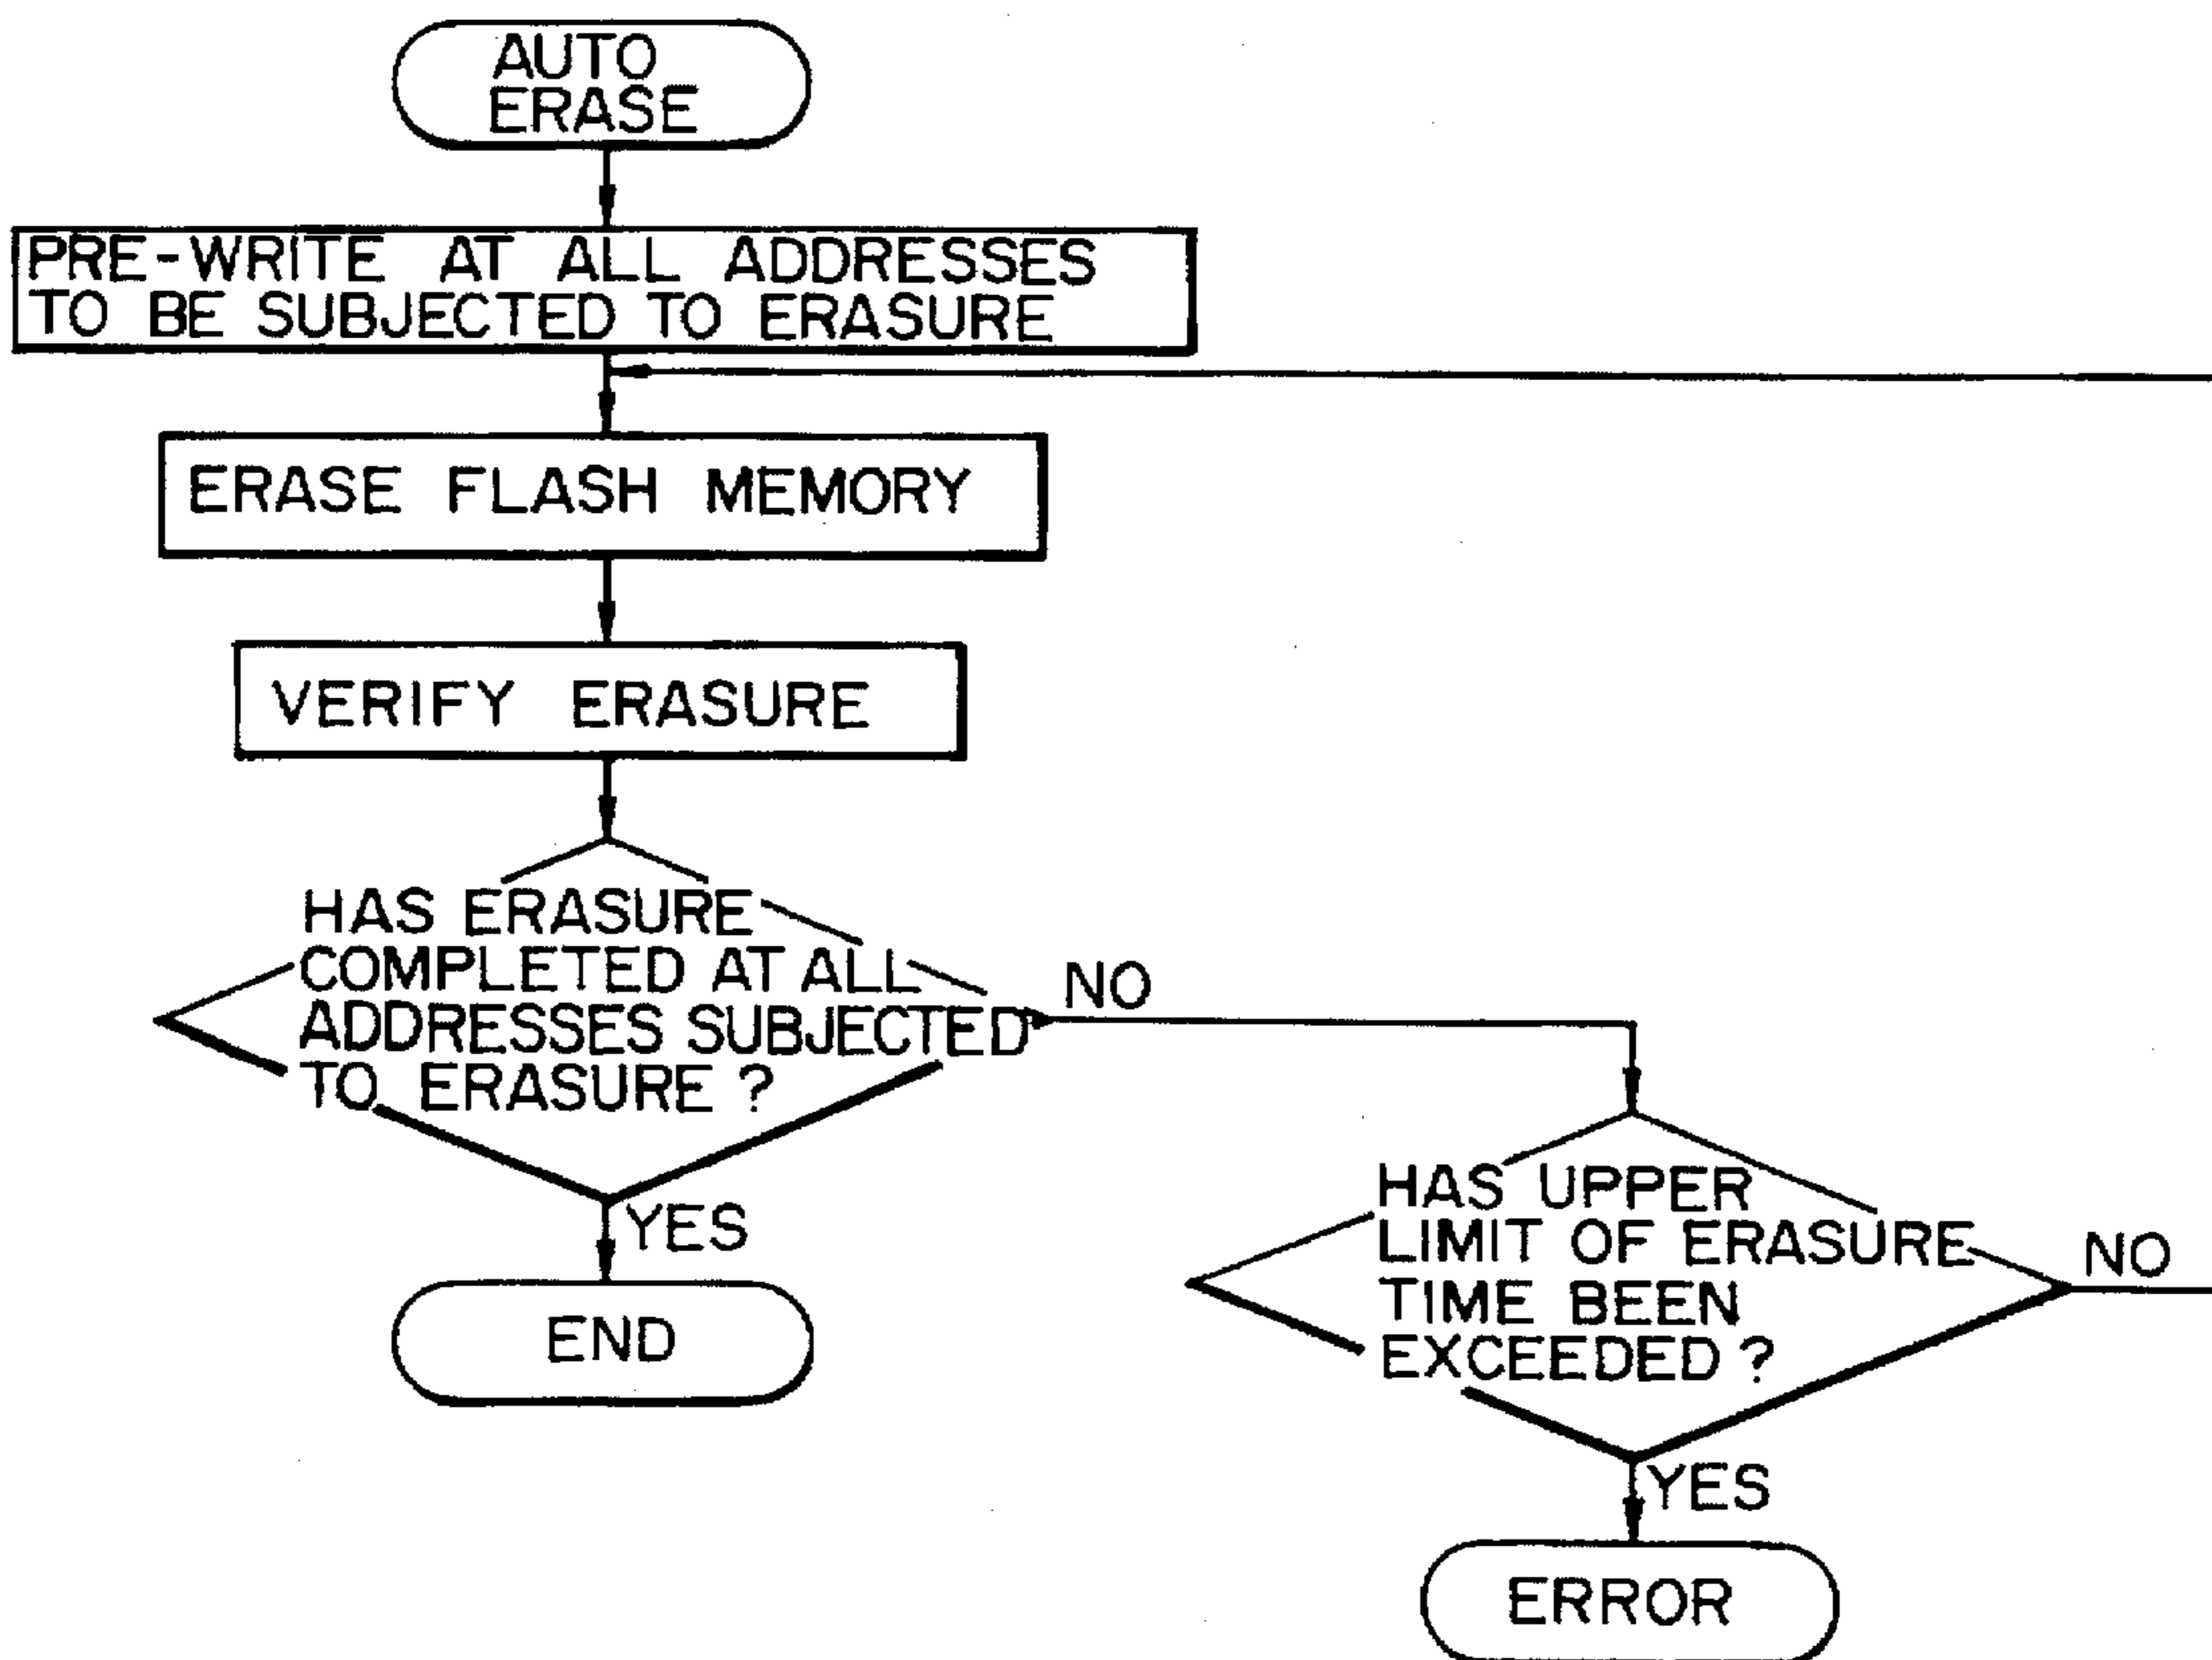 AUTO
ERASE
PRE-WRITE AT ALL ADDRESSES
TO BE SUBJECTED TO ERASURE
ERASE FLASH MEMORY
VERIFY ERASURE
HAS ERASURE
COMPLETED AT ALL
ADDRESSES SUBJECTED
TO ERASURE ?
NO
YES
END
HAS UPPER
LIMIT OF ERASURE
TIME BEEN
EXCEEDED ?
NO
YES
ERROR